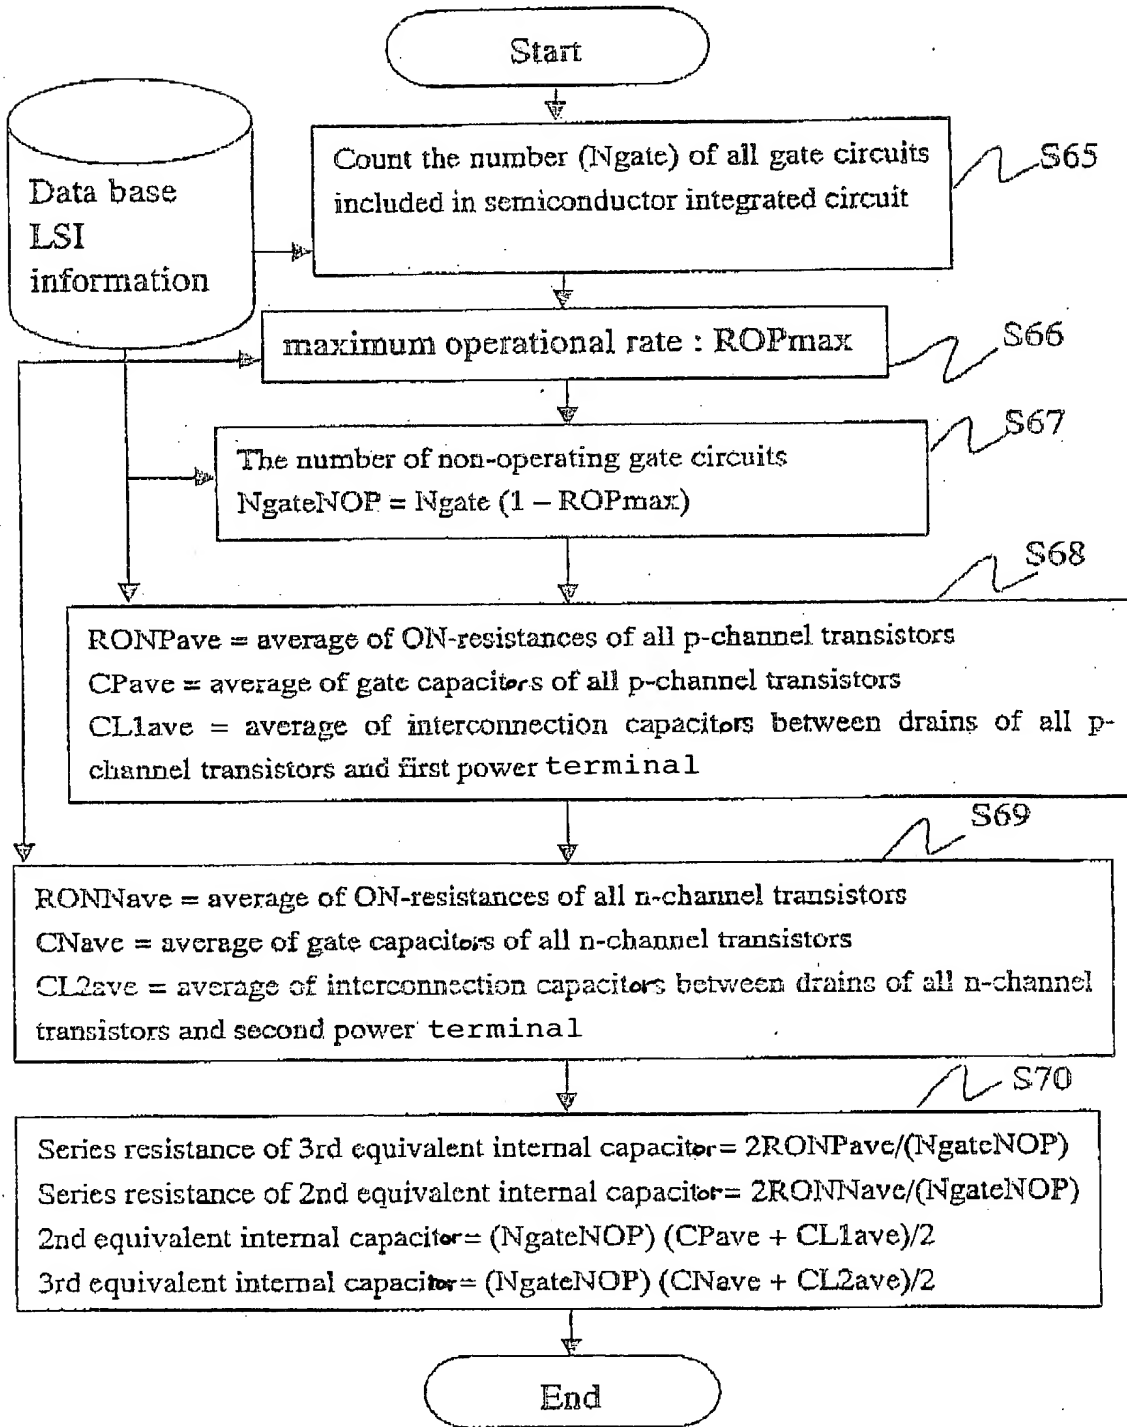 Start
Data base
LSI
information
Count the number (Ngate) of all gate circuits
included in semiconductor integrated circuit
S65
maximum operational rate : ROPmax
S66
The number of non-operating gate circuits
NgateNOP = Ngate (1 – ROPmax)
S67
S68
RONPave = average of ON-resistances of all p-channel transistors
CPave = average of gate capacitors of all p-channel transistors
CL1ave = average of interconnection capacitors between drains of all p-
channel transistors and first power terminal
S69
RONNave = average of ON-resistances of all n-channel transistors
CNave = average of gate capacitors of all n-channel transistors
CL2ave = average of interconnection capacitors between drains of all n-channel
transistors and second power terminal
S70
Series resistance of 3rd equivalent internal capacitor= 2RONPave/(NgateNOP)
Series resistance of 2nd equivalent internal capacitor= 2RONNave/(NgateNOP)
2nd equivalent internal capacitor= (NgateNOP) (CPave + CL1ave)/2
3rd equivalent internal capacitor= (NgateNOP) (CNave + CL2ave)/2
End